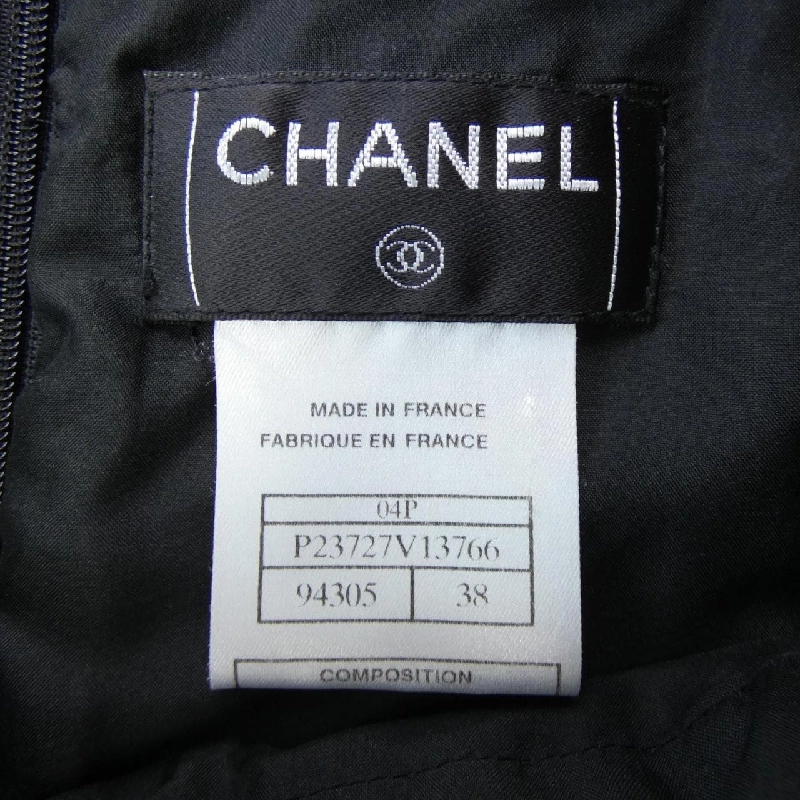 CHANEL
MADE IN FRANCE
FABRIQUE EN FRANCE
04P
P23727V13766
94305 38
COMPOSITION